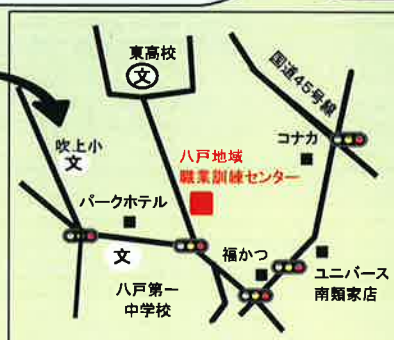 東高校
文
国道45号線
吹上小
文
コナカ
八戸地域
職業訓練センター
パークホテル
文
八戸第一
中学校
福かつ
ユニバース
南類家店